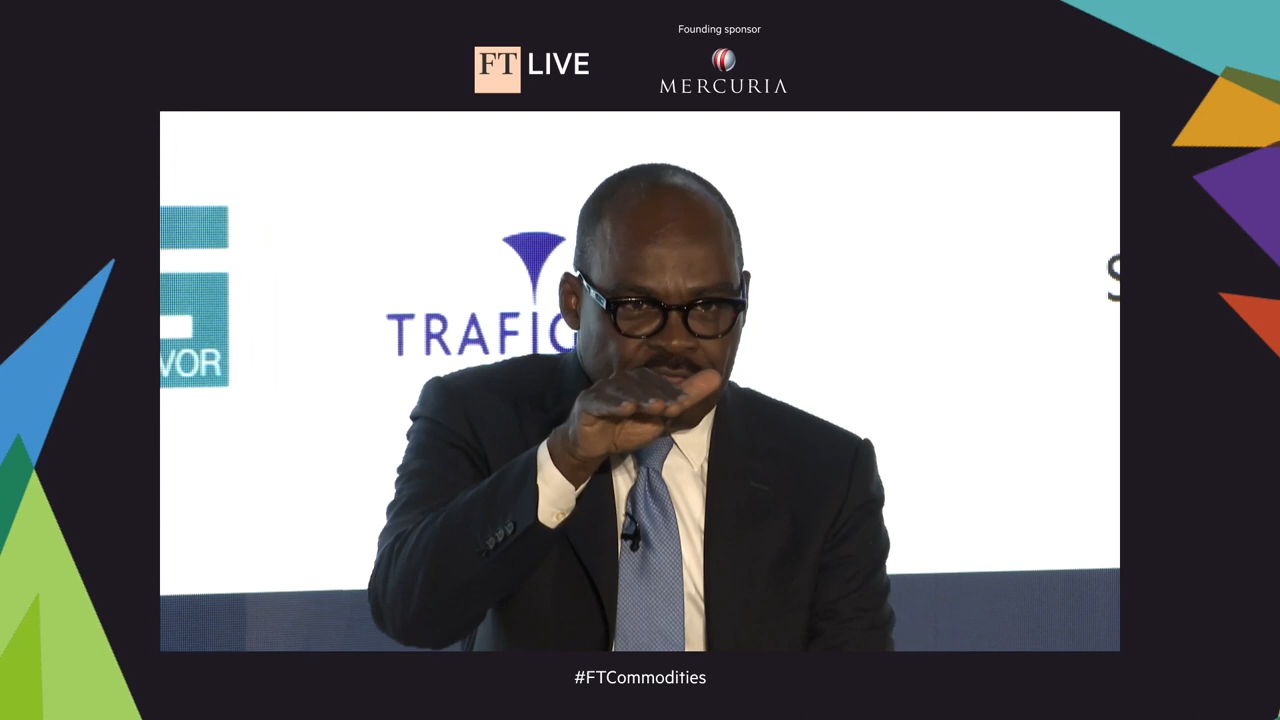 Founding sponsor
FT LIVE
MERCURIA
TRAFIG
VOR
S
#FTCommodities